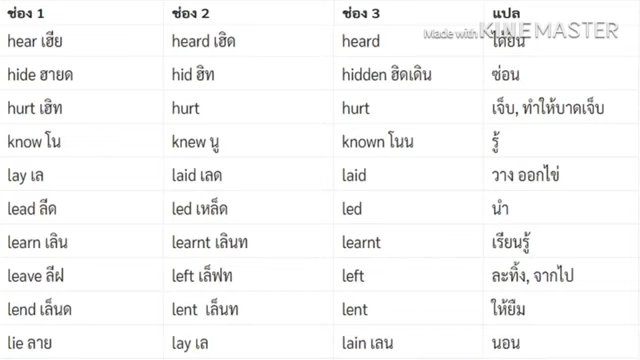 ช่อง 1 ช่อง 2 ช่อง 3 แปล
Made with KINEMASTER
hear เฮีย heard เฮิด heard ได้ยิน
hide ฮายด hid ฮิท hidden ฮิดเดิน ซ่อน
hurt เฮิท hurt hurt เจ็บ, ทำให้บาดเจ็บ
know โน knew นู known โนน รู้
lay เล laid เลด laid วาง ออกไข่
lead ลีด led เหล็ด led นำ
learn เลิน learnt เลินท learnt เรียนรู้
leave ลีฝ left เล็ฟท left ละทิ้ง, จากไป
lend เล็นด lent เล็นท lent ให้ยืม
lie ลาย lay เล lain เลน นอน